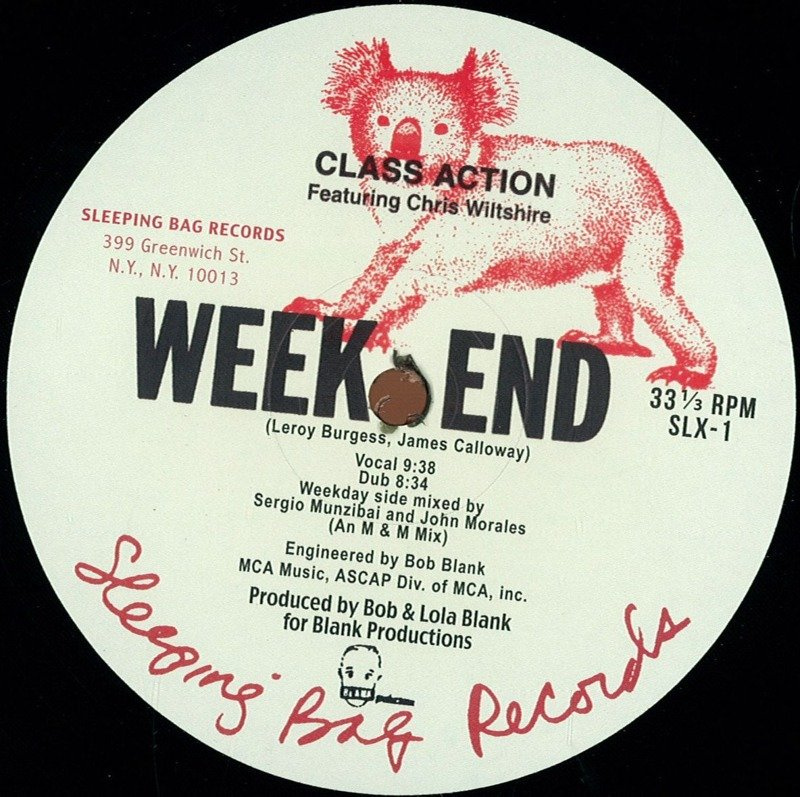 CLASS ACTION
Featuring Chris Wiltshire
SLEEPING BAG RECORDS
399 Greenwich St.
N.Y., N.Y. 10013
WEEK END
33 1/3 RPM
SLX-1
(Leroy Burgess, James Calloway)
Vocal 9:38
Dub 8:34
Weekday side mixed by
Sergio Munzibai and John Morales
(An M & M Mix)
Engineered by Bob Blank
MCA Music, ASCAP Div. of MCA, inc.
Produced by Bob & Lola Blank
for Blank Productions
BLANK
Sleeping Bag Records